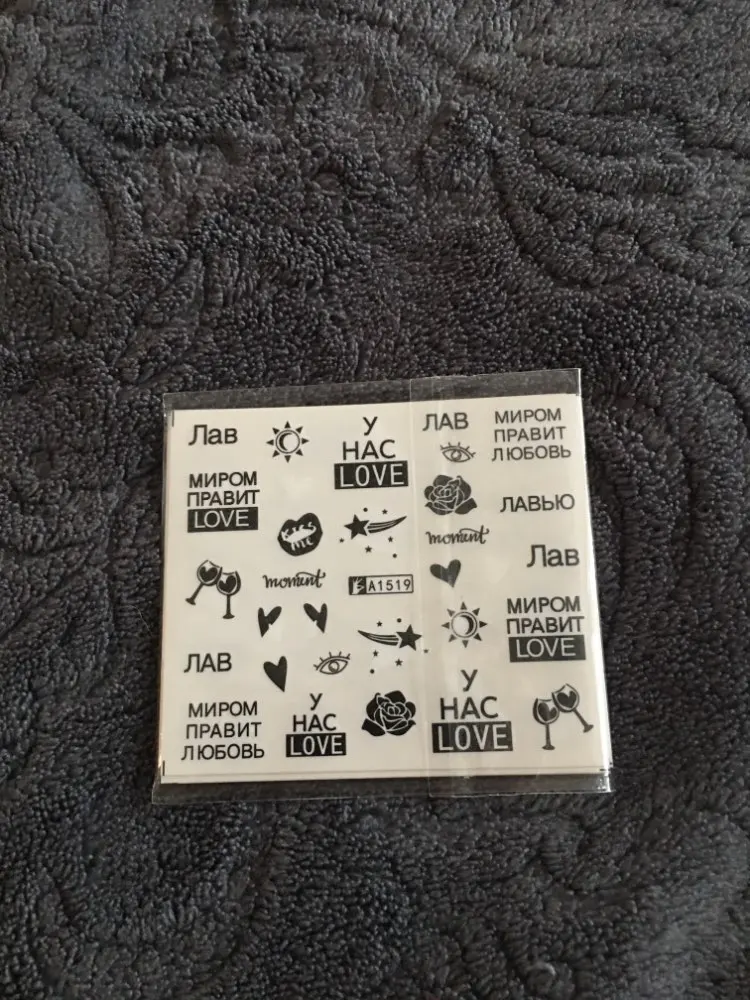 Лав
У
НАС
LOVE
ЛАВ
МИРОМ
ПРАВИТ
ЛЮБОВЬ
МИРОМ
ПРАВИТ
LOVE
ЛАВЬЮ
moment
Лав
moment
A1519
МИРОМ
ПРАВИТ
LOVE
ЛАВ
МИРОМ
ПРАВИТ
ЛЮБОВЬ
У
НАС
LOVE
У
НАС
LOVE